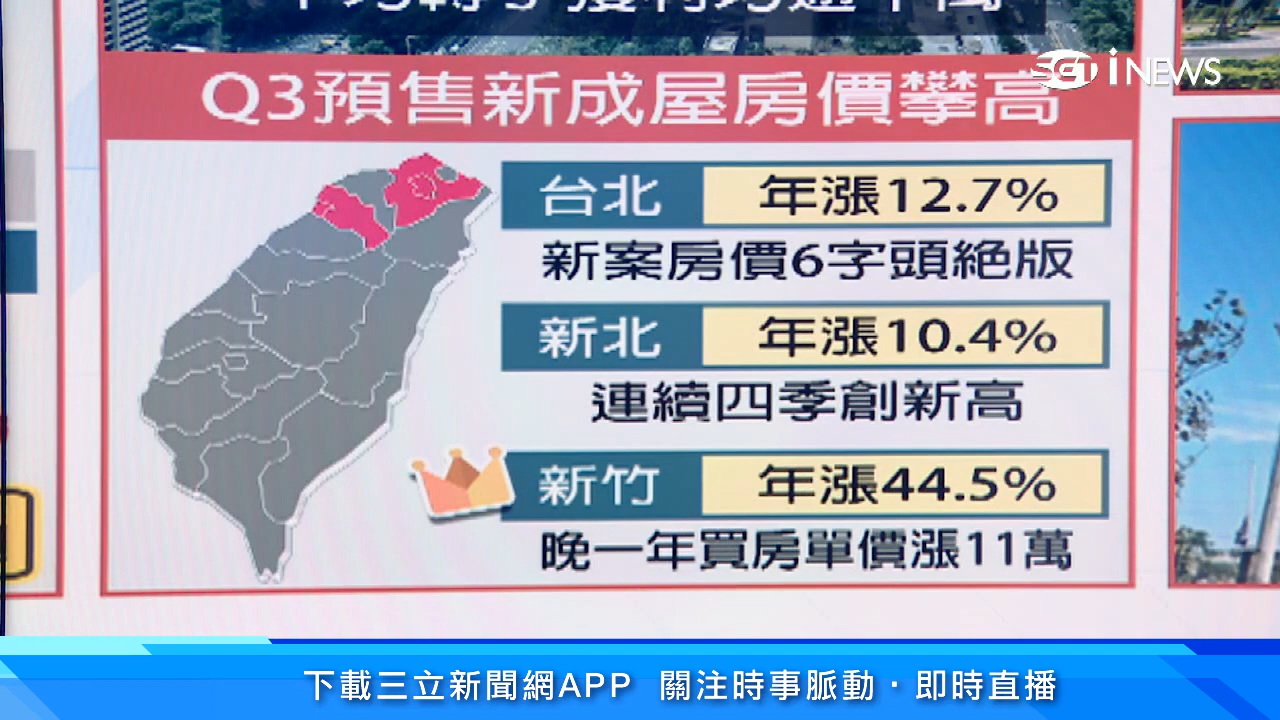 Q3預售新成屋房價攀高
SET iNEWS
台北 年漲12.7%
新案房價6字頭絕版
新北 年漲10.4%
連續四季創新高
新竹 年漲44.5%
晚一年買房單價漲11萬
下載三立新聞網APP 關注時事脈動・即時直播